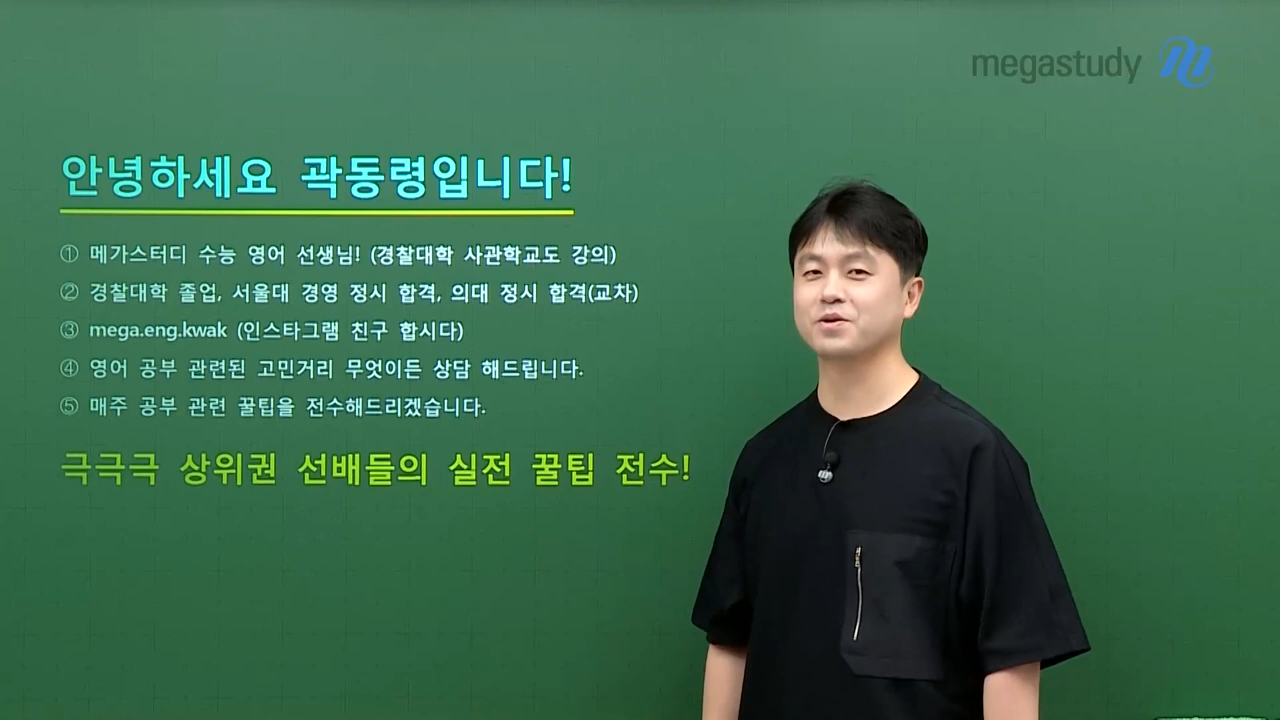 megastudy
안녕하세요 곽동령입니다!
① 메가스터디 수능 영어 선생님! (경찰대학 사관학교도 강의)
② 경찰대학 졸업, 서울대 경영 정시 합격, 의대 정시 합격(교차)
③ mega.eng.kwak (인스타그램 친구 합시다)
④ 영어 공부 관련된 고민거리 무엇이든 상담 해드립니다.
⑤ 매주 공부 관련 꿀팁을 전수해드리겠습니다.
극극극 상위권 선배들의 실전 꿀팁 전수!